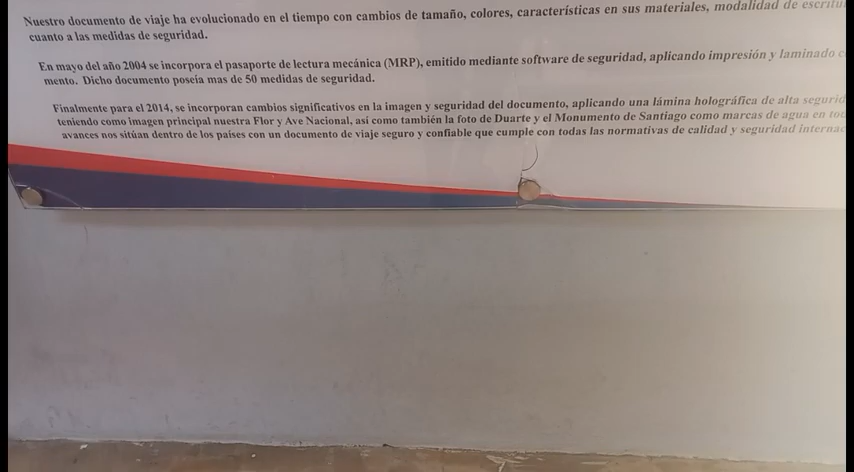 Nuestro documento de viaje ha evolucionado en el tiempo con cambios de tamaño, colores, características en sus materiales, modalidad de
cuanto a las medidas de seguridad.
En mayo del año 2004 se incorpora el pasaporte de lectura mecánica (MRP), emitido mediante software de seguridad, aplicando impresión y laminado
mento. Dicho documento poseía mas de 50 medidas de seguridad.
Finalmente para el 2014, se incorporan cambios significativos en la imagen y seguridad del documento, aplicando una lámina holográfica de alta
teniendo como imagen principal nuestra Flor y Ave Nacional, así como también la foto de Duarte y el Monumento de Santiago como marcas de agua en
avances nos sitúan dentro de los países con un documento de viaje seguro y confiable que cumple con todas las normativas de calidad y seguridad